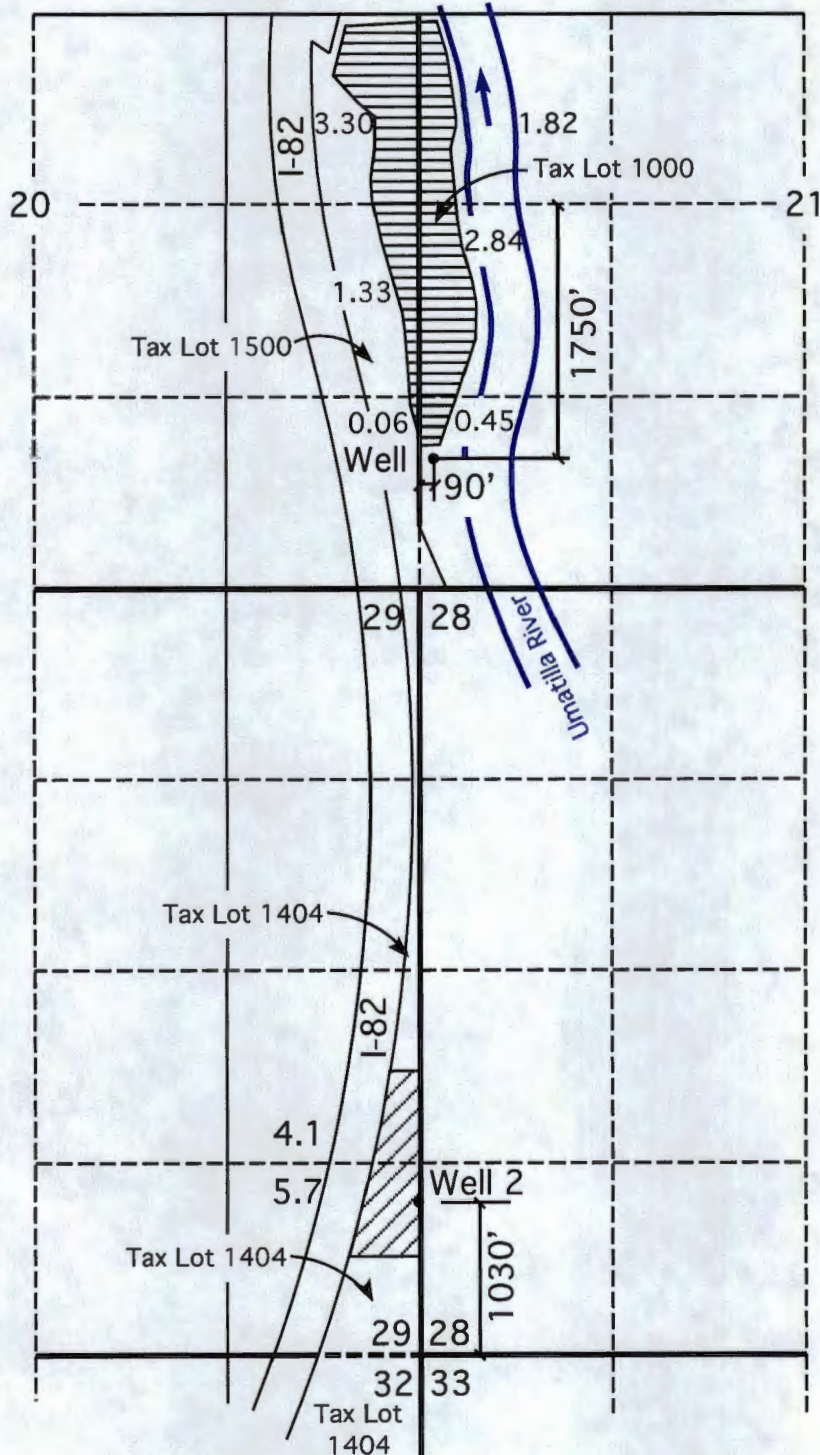 I-82
3.30
1.82
Tax Lot 1000
20
21
2.84
1.33
1750'
Tax Lot 1500
0.06
0.45
Well
90'
29
28
Umatilla River
Tax Lot 1404
I-82
4.1
5.7
Well 2
1030'
Tax Lot 1404
29
28
32
33
Tax Lot
1404